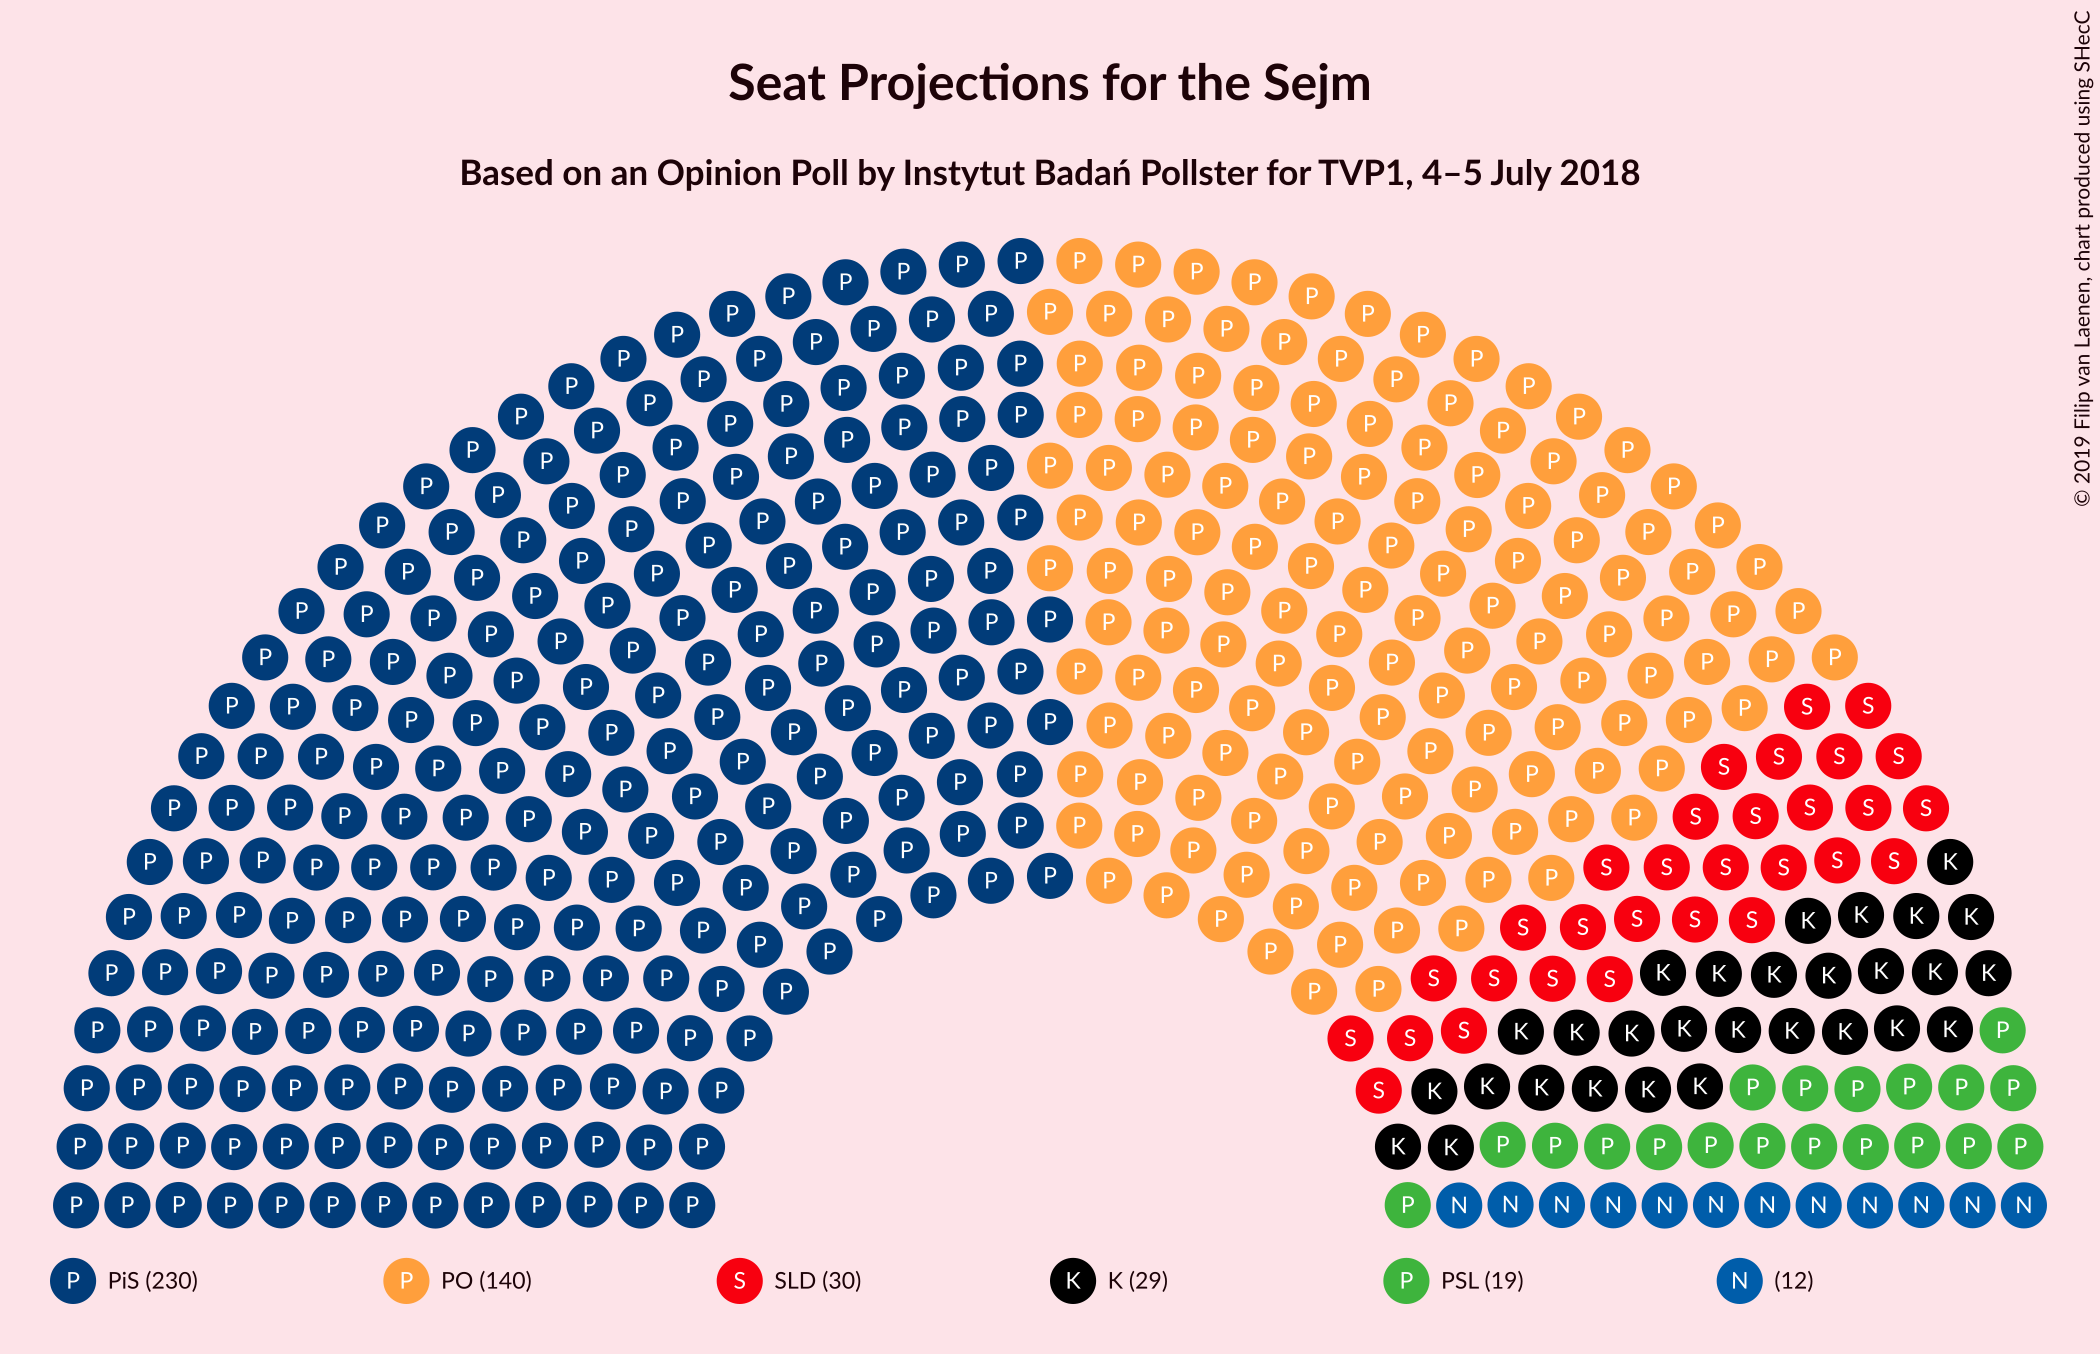 Seat Projections for the Sejm
Based on an Opinion Poll by Instytut Badań Pollster for TVP1, 4–5 July 2018
© 2019 Filip van Laenen, chart produced using SHecC
P PiS (230) P PO (140) S SLD (30) K K (29) P PSL (19) N (12)